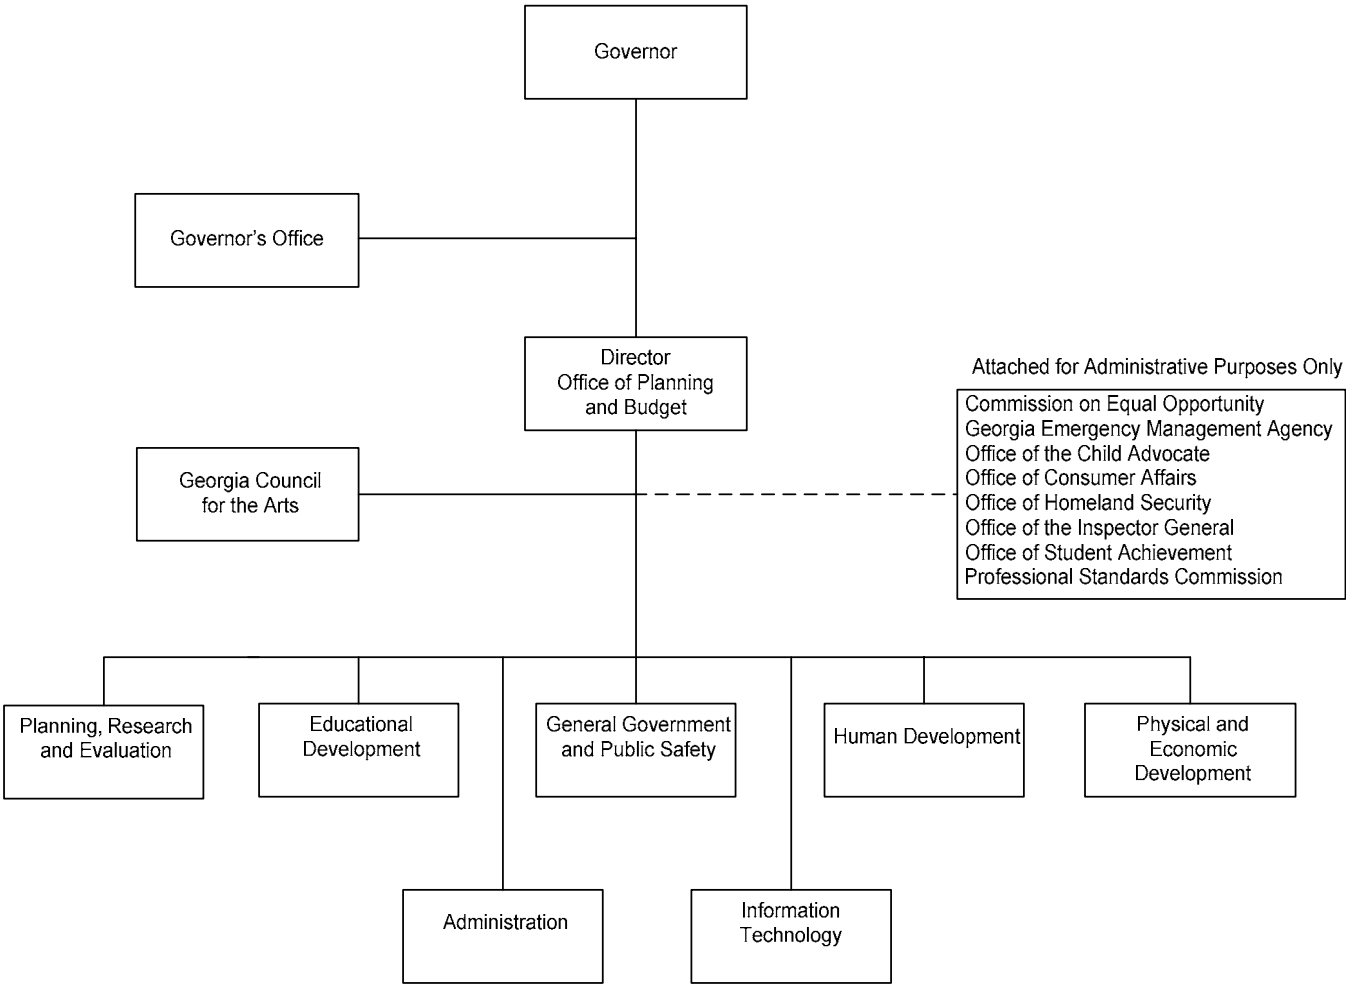 Governor
Governor’s Office
Director
Office of Planning
and Budget
Attached for Administrative Purposes Only
Commission on Equal Opportunity
Georgia Emergency Management Agency
Office of the Child Advocate
Office of Consumer Affairs
Office of Homeland Security
Office of the Inspector General
Office of Student Achievement
Professional Standards Commission
Georgia Council
for the Arts
Planning, Research
and Evaluation
Educational
Development
General Government
and Public Safety
Human Development
Physical and
Economic
Development
Administration
Information
Technology